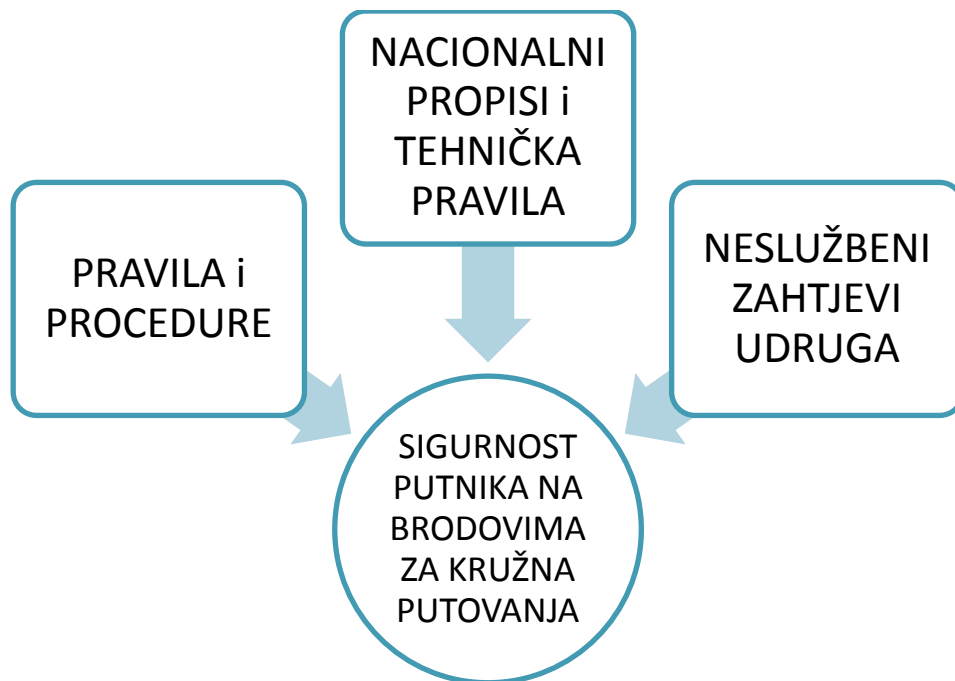 NACIONALNI
PROPISI i
TEHNIČKA
PRAVILA
PRAVILA i
PROCEDURE
NESLUŽBENI
ZAHTJEVI
UDRUGA
SIGURNOST
PUTNIKA NA
BRODOVIMA
ZA KRUŽNA
PUTOVANJA